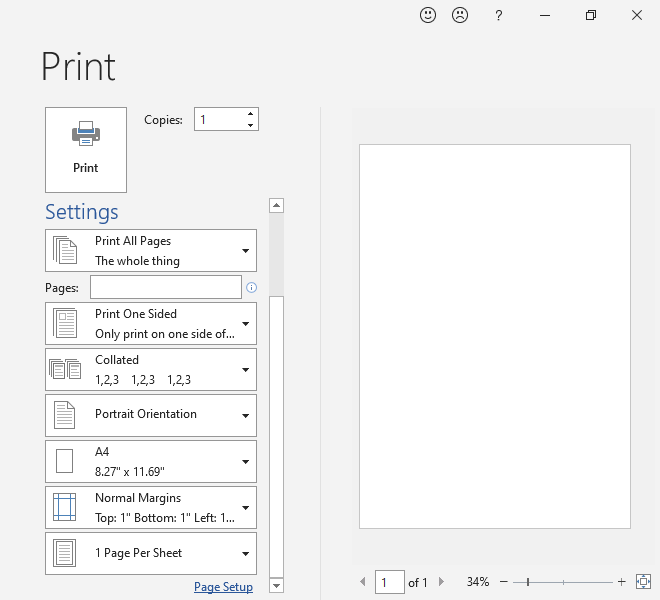 ?
Print
Copies: 1
Print
Settings
Print All Pages
The whole thing
Pages:
Print One Sided
Only print on one side of...
Collated
1,2,3 1,2,3 1,2,3
Portrait Orientation
A4
8.27" x 11.69"
Normal Margins
Top: 1" Bottom: 1" Left: 1...
1 Page Per Sheet
Page Setup
1 of 1 34%